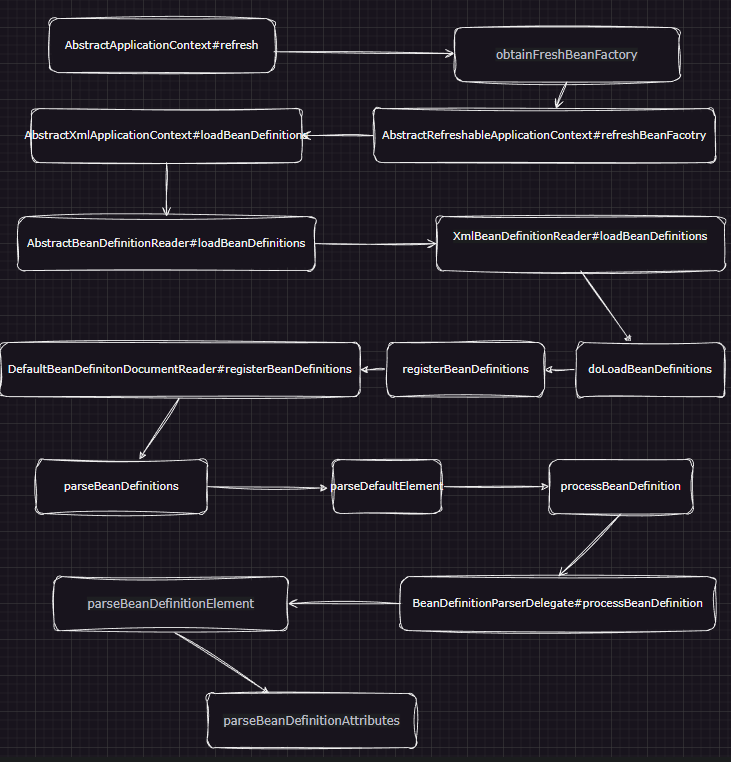 AbstractApplicationContext#refresh
obtainFreshBeanFactory
AbstractXmlApplicationContext#loadBeanDefinitions
AbstractRefreshableApplicationContext#refreshBeanFacotry
AbstractBeanDefinitionReader#loadBeanDefinitions
XmlBeanDefinitionReader#loadBeanDefinitions
DefaultBeanDefinitonDocumentReader#registerBeanDefinitions
registerBeanDefinitions
doLoadBeanDefinitions
parseBeanDefinitions
parseDefaultElement
processBeanDefinition
parseBeanDefinitionElement
BeanDefinitionParserDelegate#processBeanDefinition
parseBeanDefinitionAttributes